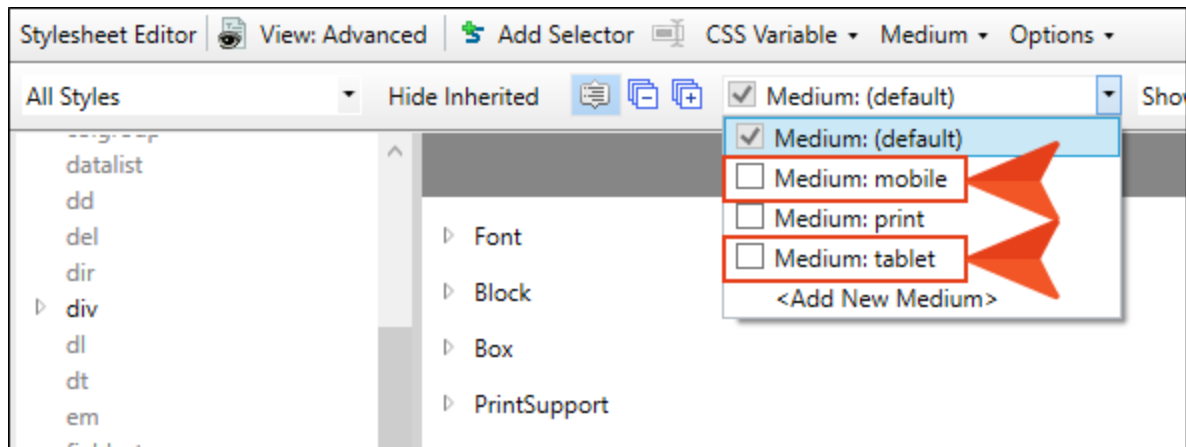 Stylesheet Editor View: Advanced Add Selector CSS Variable Medium Options
All Styles Hide Inherited Medium: (default)
Medium: (default)
Medium: mobile
Medium: print
Medium: tablet
<Add New Medium>
datalist
dd
del
dir
div
dl
dt
em
Font
Block
Box
PrintSupport